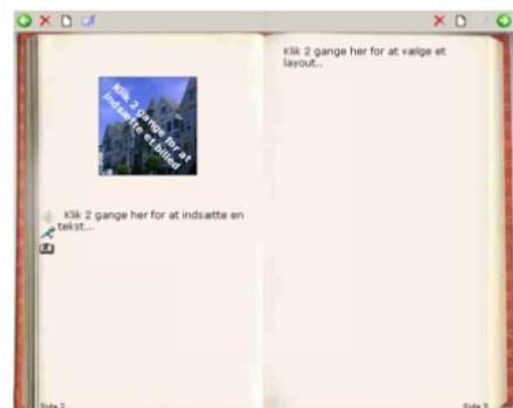 Klik 2 gange for at
indsætte et billed
Klik 2 gange her for at indsætte en
tekst...
Side 2
Klik 2 gange her for at vælge et
layout..
Side 3